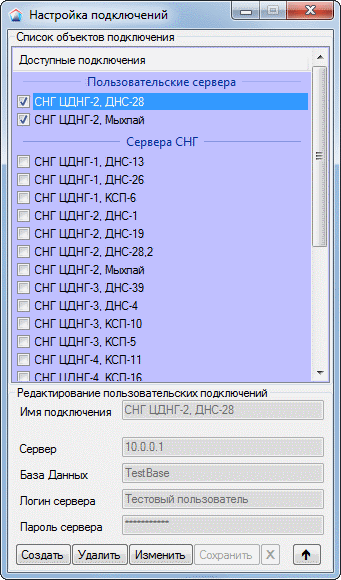 Настройка подключений
Список объектов подключения
Доступные подключения
Пользовательские сервера
СНГ ЦДНГ-2, ДНС-28
СНГ ЦДНГ-2, Мыхпай
Сервера СНГ
СНГ ЦДНГ-1, ДНС-13
СНГ ЦДНГ-1, ДНС-26
СНГ ЦДНГ-1, КСП-6
СНГ ЦДНГ-2, ДНС-1
СНГ ЦДНГ-2, ДНС-19
СНГ ЦДНГ-2, ДНС-28,2
СНГ ЦДНГ-2, Мыхпай
СНГ ЦДНГ-3, ДНС-39
СНГ ЦДНГ-3, ДНС-4
СНГ ЦДНГ-3, КСП-10
СНГ ЦДНГ-3, КСП-5
СНГ ЦДНГ-4, КСП-11
СНГ ЦДНГ-4, КСП-16
Редактирование пользовательских подключений
Имя подключения СНГ ЦДНГ-2, ДНС-28
Сервер 10.0.0.1
База Данных TestBase
Логин сервера Тестовый пользователь
Пароль сервера ***********
Создать Удалить Изменить Сохранить X